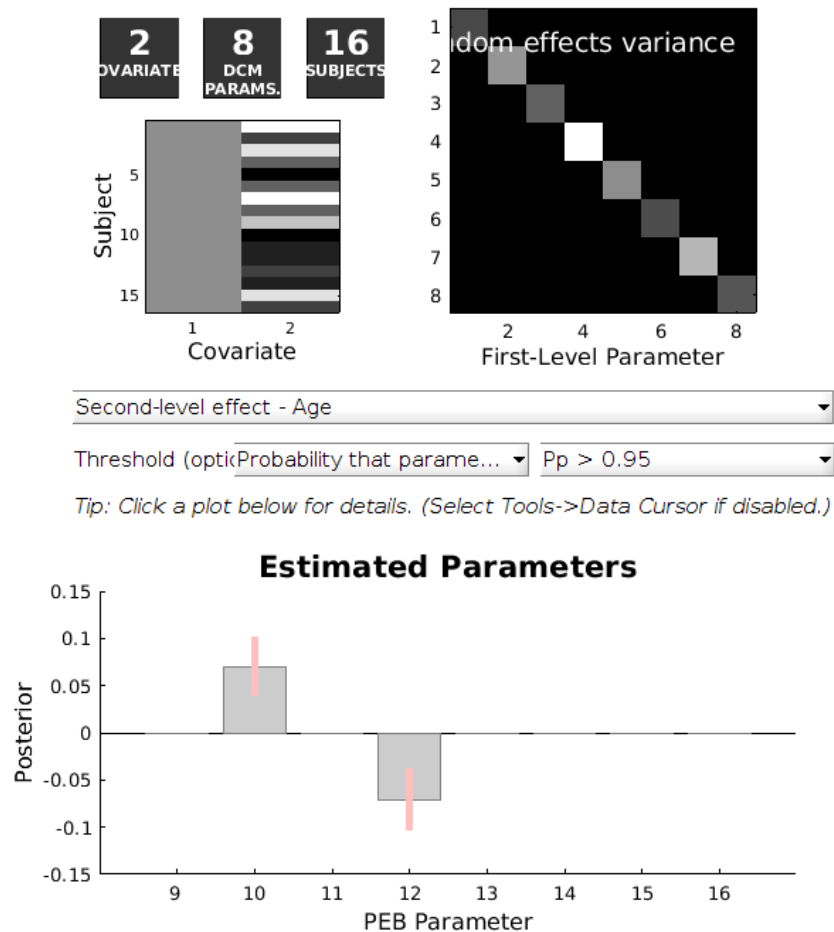 2
OVARIATE
8
DCM
PARAMS.
16
SUBJECTS
5
10
15
Subject
1
2
Covariate
ndom effects variance
1
2
3
4
5
6
7
8
2
4
6
8
First-Level Parameter
Second-level effect - Age
Threshold (optic
Probability that parame...
Pp > 0.95
Tip: Click a plot below for details. (Select Tools->Data Cursor if disabled.)
Estimated Parameters
0.15
0.1
0.05
0
-0.05
-0.1
-0.15
Posterior
9
10
11
12
13
14
15
16
PEB Parameter